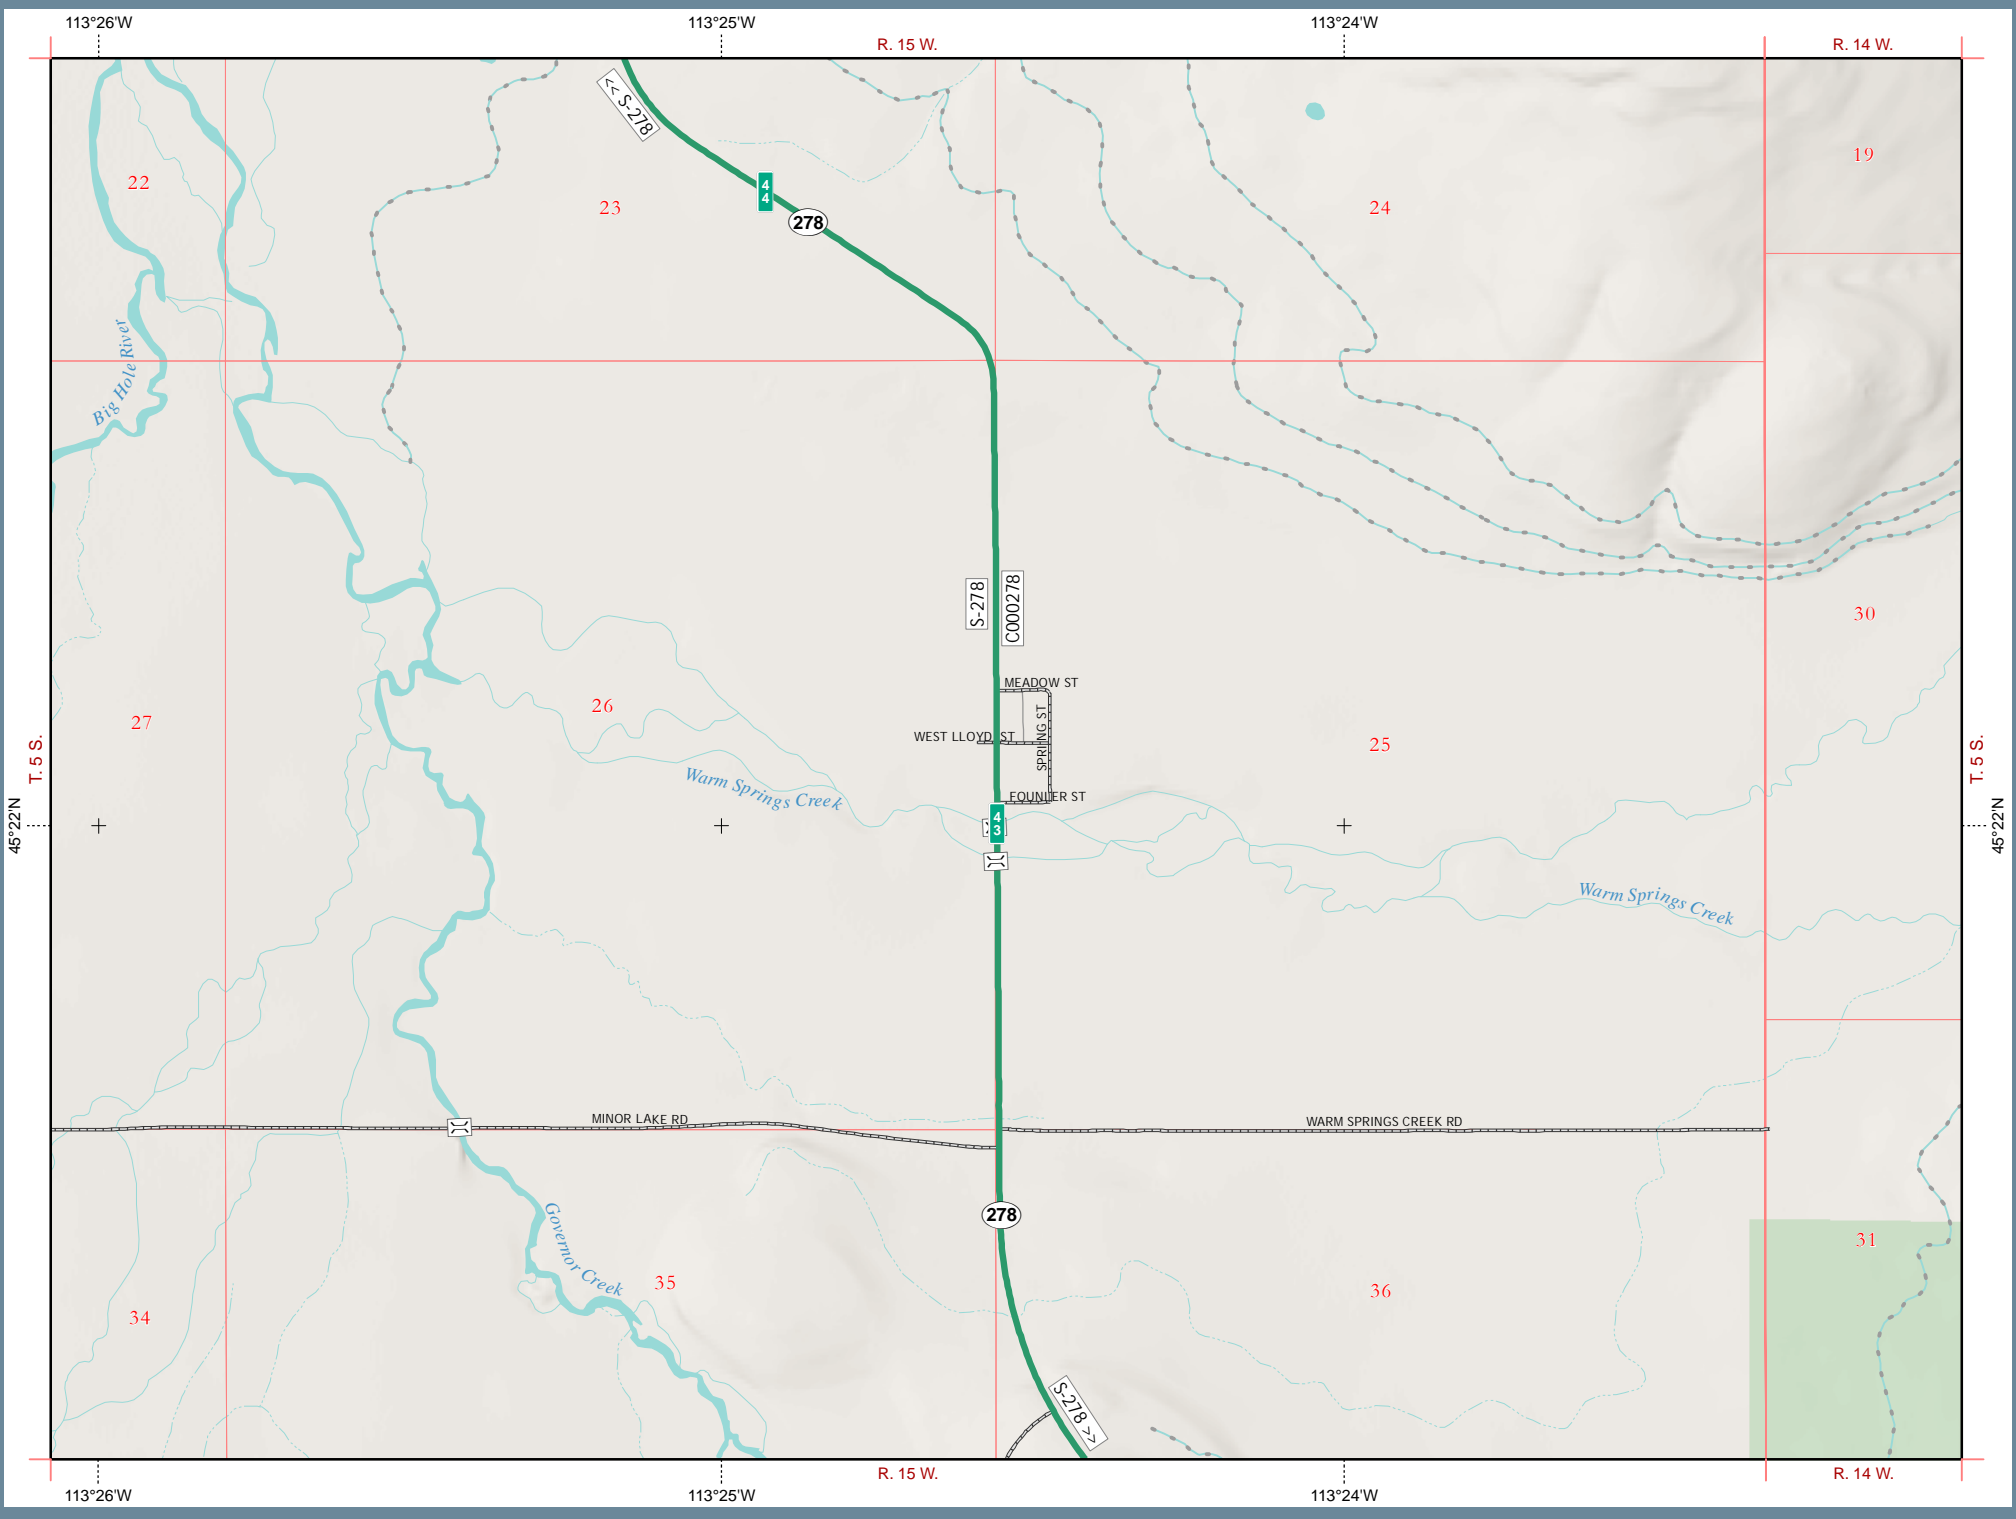 113°26'W
113°25'W
113°24'W
R. 15 W.
R. 14 W.
<< S-278
22
23
24
19
4
4
278
Big Hole River
S-278
C000278
30
MEADOW ST
SPRING ST
WEST LLOYD ST
26
27
25
T. 5 S.
T. 5 S.
Warm Springs Creek
45°22'N
45°22'N
4
3
Warm Springs Creek
MINOR LAKE RD
WARM SPRINGS CREEK RD
278
Governor Creek
35
34
36
31
S-278 >>
R. 15 W.
R. 14 W.
113°26'W
113°25'W
113°24'W